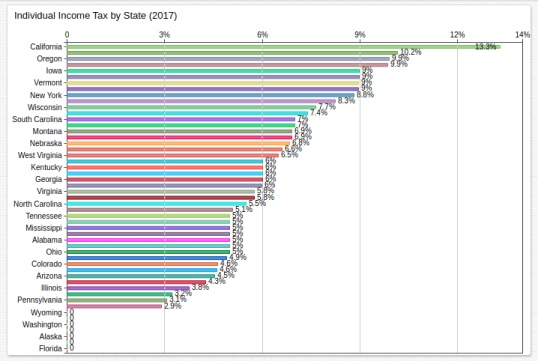 Individual Income Tax by State (2017)
0 3% 6% 9% 12% 14%
California 13.3%
10.2%
Oregon 9.9%
9.9%
Iowa 9%
9%
Vermont 9%
9%
New York 8.8%
8.3%
Wisconsin 7.7%
7.4%
South Carolina 7%
7%
Montana 6.9%
6.9%
Nebraska 6.8%
6.6%
West Virginia 6.5%
6%
Kentucky 6%
6%
Georgia 6%
6%
Virginia 5.8%
5.8%
North Carolina 5.5%
5.1%
Tennessee 5%
5%
Mississippi 5%
5%
Alabama 5%
5%
Ohio 5%
4.9%
Colorado 4.6%
4.6%
Arizona 4.5%
4.3%
Illinois 3.8%
3.2%
Pennsylvania 3.1%
2.9%
Wyoming 0
0
Washington 0
0
Alaska 0
0
Florida 0